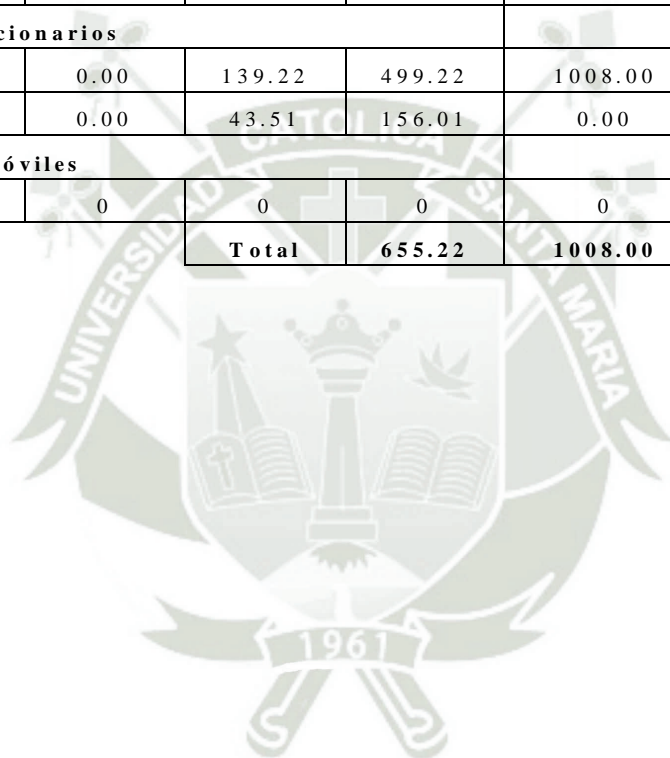 cionarios
0.00 139.22 499.22 1008.00
0.00 43.51 156.01 0.00
óviles
0 0 0 0
Total 655.22 1008.00
UNIVERSIDAD CATOLICA SANTA MARIA
1961